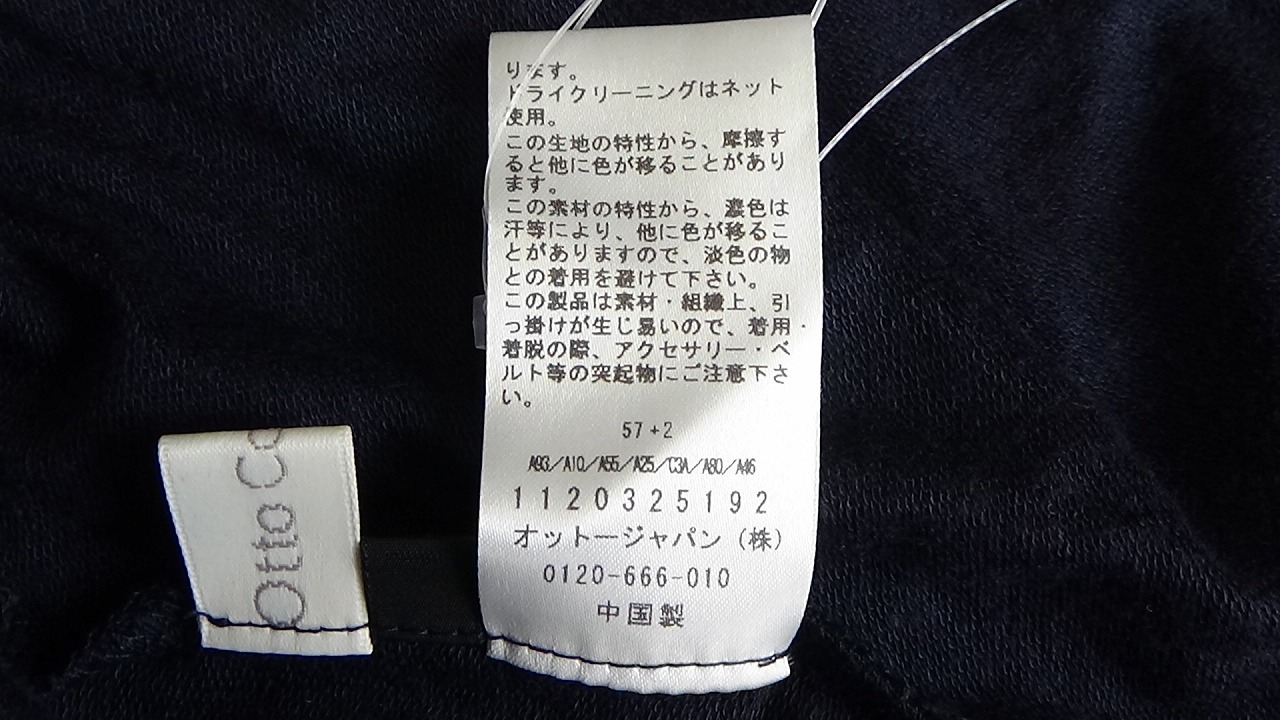 ります。
ドライクリーニングはネット
使用。
この生地の特性から、摩擦す
ると他に色が移ることがあり
ます。
この素材の特性から、濃色は
汗等により、他に色が移るこ
とがありますので、淡色の物
との着用を避けて下さい。
この製品は素材・組織上、引
っ掛けが生じ易いので、着用・
着脱の際、アクセサリー・ベ
ルト等の突起物にご注意下さ
い。
57+2
A93/A10/A55/A25/C3A/A80/A46
1120325192
オットージャパン（株）
0120-666-010
中国製
Otto Co